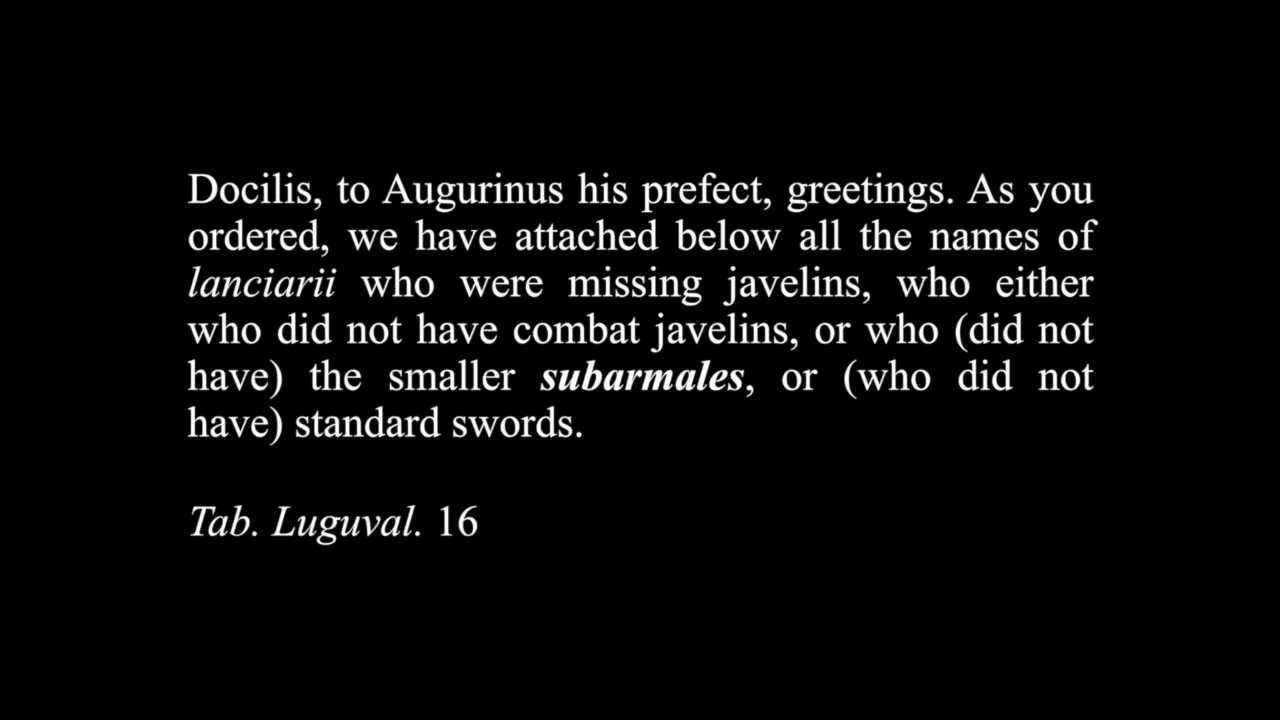 Docilis, to Augurinus his prefect, greetings. As you
ordered, we have attached below all the names of
lanciarii who were missing javelins, who either
who did not have combat javelins, or who (did not
have) the smaller subarmales, or (who did not
have) standard swords.
Tab. Luguval. 16